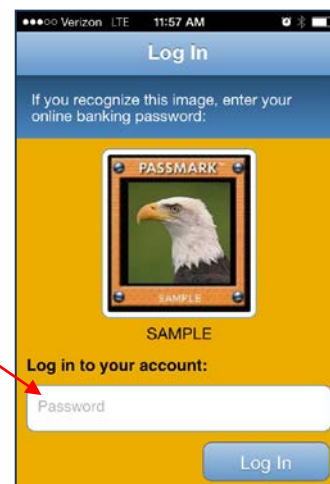 ●●●○○ Verizon LTE 11:57 AM
Log In
If you recognize this image, enter your
online banking password:
PASSMARK™
SAMPLE
SAMPLE
Log in to your account:
Password
Log In